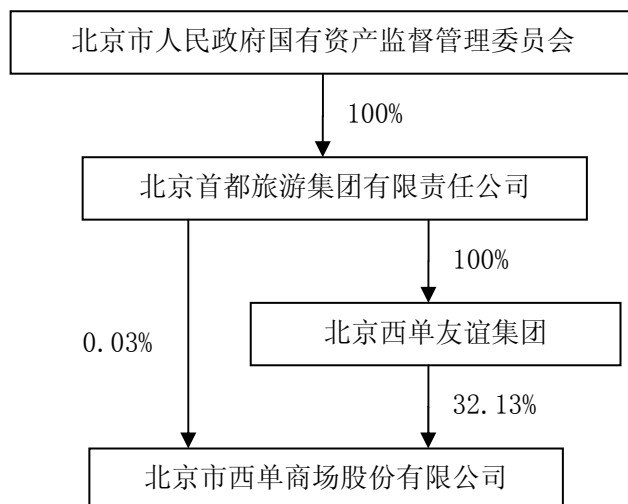 北京市人民政府国有资产监督管理委员会
100%
北京首都旅游集团有限责任公司
100%
北京西单友谊集团
0.03%
32.13%
北京市西单商场股份有限公司